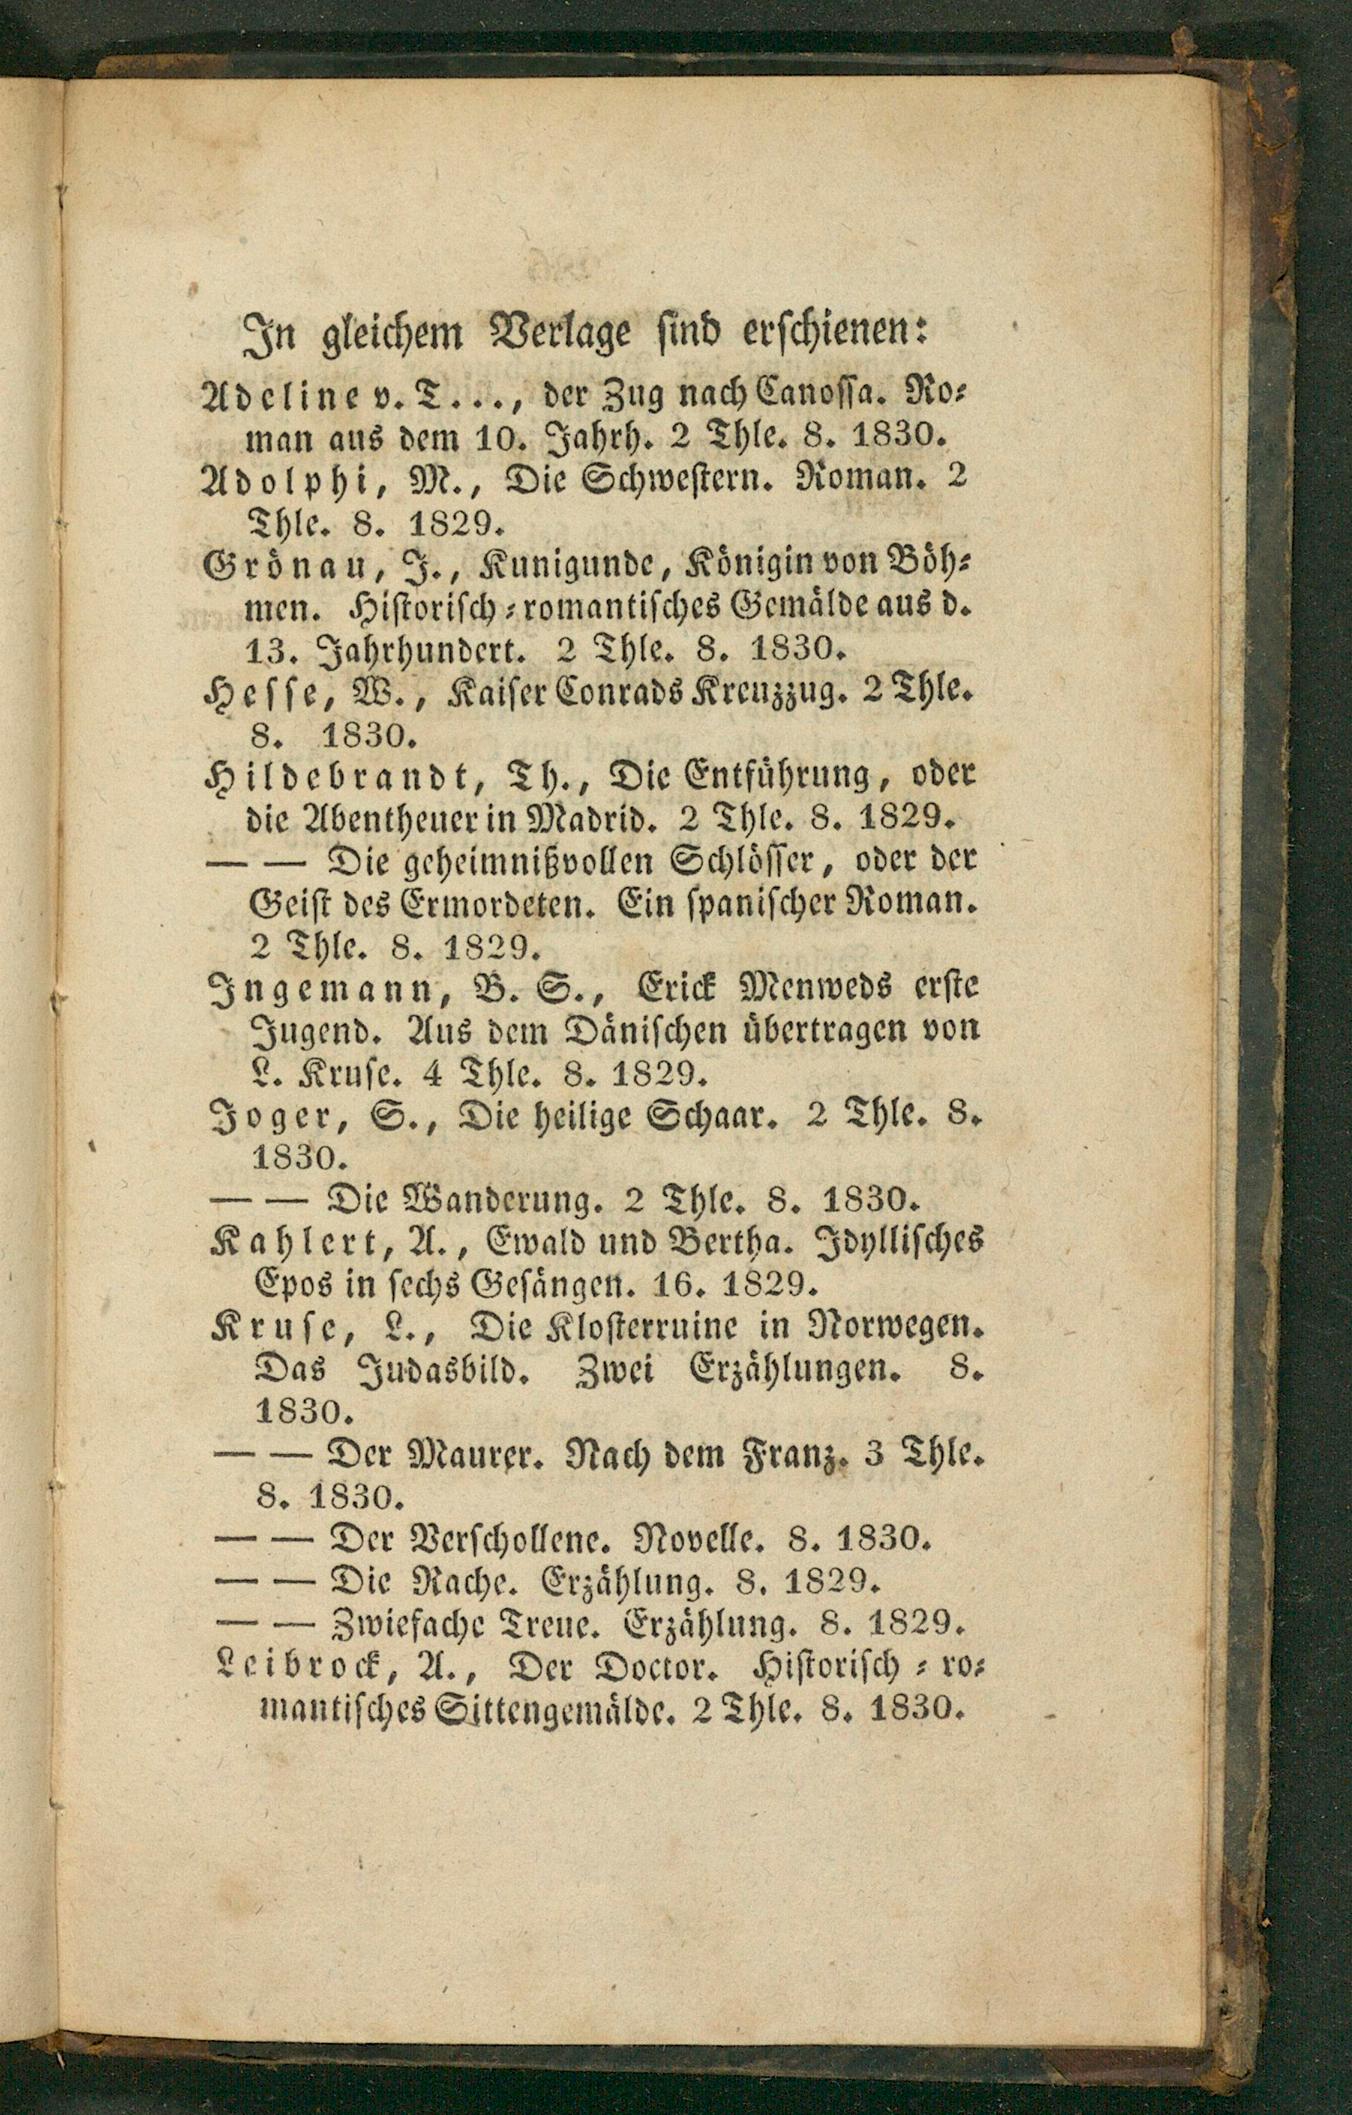 In gleichem Verlage sind erschienen:
Adeline v. T..., der Zug nach Canossa. Ro-
man aus dem 10. Jahrh. 2 Thle. 8. 1830.
Adolphi, M., Die Schwestern. Roman. 2
Thle. 8. 1829.
Grönau, J., Kunigunde, Königin von Böh-
men. Historisch-romantisches Gemälde aus d.
13. Jahrhundert. 2 Thle. 8. 1830.
Hesse, W., Kaiser Conrads Kreuzzug. 2 Thle.
8. 1830.
Hildebrandt, Th., Die Entführung, oder
die Abentheuer in Madrid. 2 Thle. 8. 1829.
— — Die geheimnißvollen Schlösser, oder der
Geist des Ermordeten. Ein spanischer Roman.
2 Thle. 8. 1829.
Ingemann, B. S., Erick Menweds erste
Jugend. Aus dem Dänischen übertragen von
L. Kruse. 4 Thle. 8. 1829.
Joger, S., Die heilige Schaar. 2 Thle. 8.
1830.
— — Die Wanderung. 2 Thle. 8. 1830.
Kahlert, A., Ewald und Bertha. Idyllisches
Epos in sechs Gesängen. 16. 1829.
Kruse, L., Die Klosterruine in Norwegen.
Das Judasbild. Zwei Erzählungen. 8.
1830.
— — Der Maurer. Nach dem Franz. 3 Thle.
8. 1830.
— — Der Verschollene. Novelle. 8. 1830.
— — Die Rache. Erzählung. 8. 1829.
— — Zwiefache Treue. Erzählung. 8. 1829.
Leibrock, A., Der Doctor. Historisch-ro-
mantisches Sittengemälde. 2 Thle. 8. 1830.